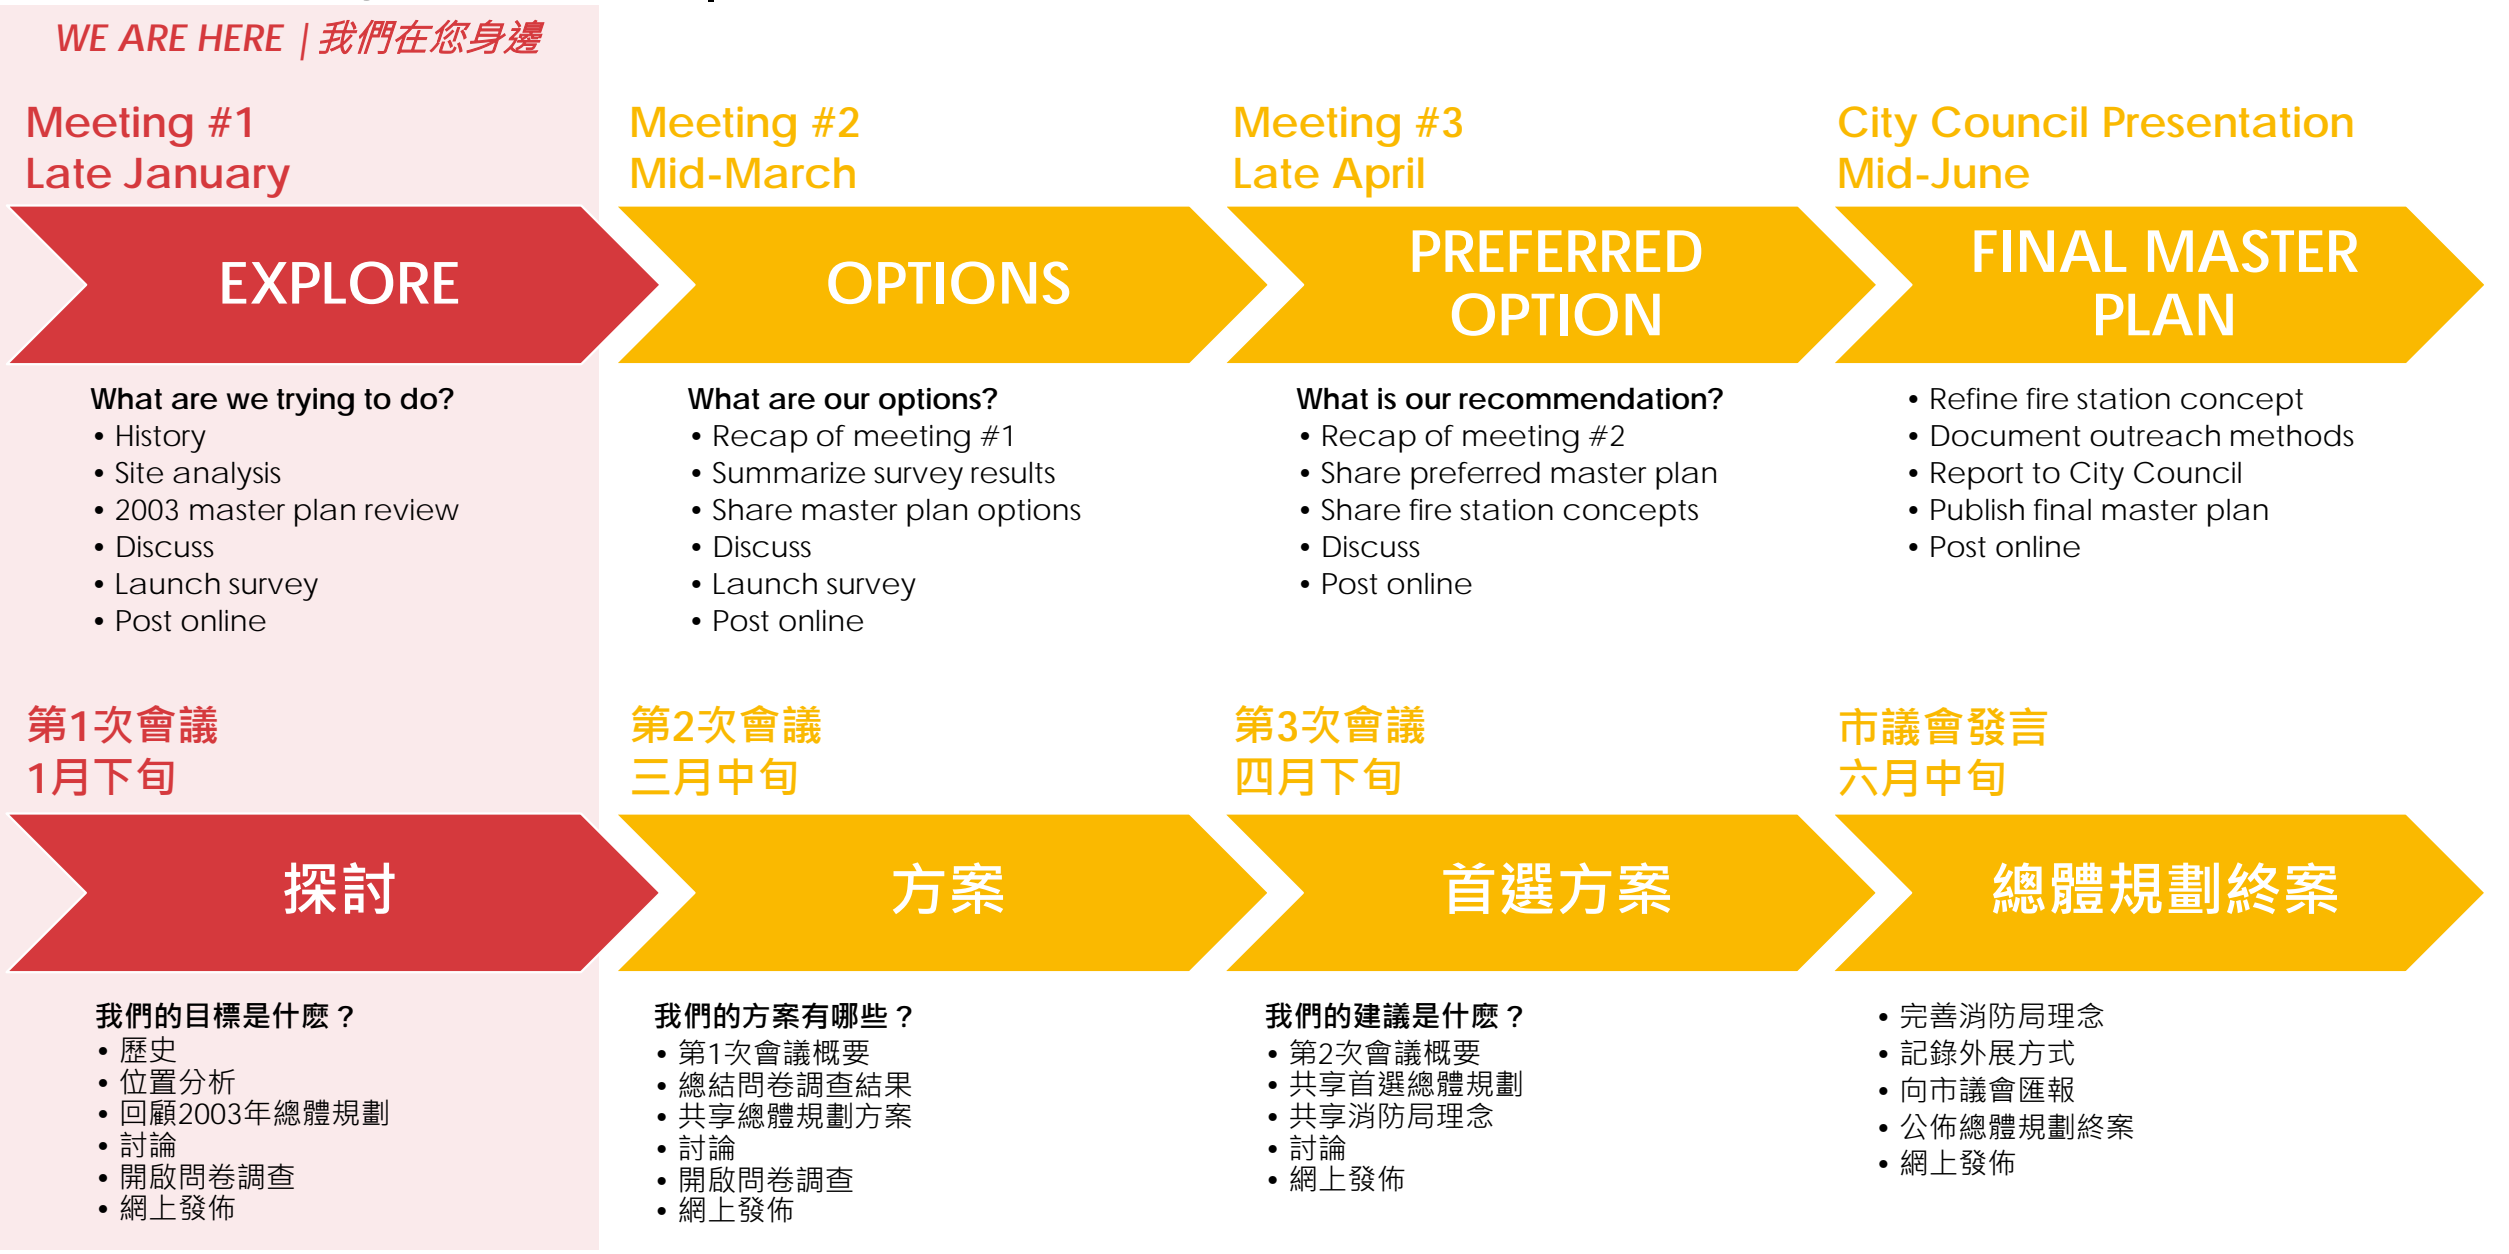 WE ARE HERE | 我們在您身邊
Meeting #1
Late January
EXPLORE
What are we trying to do?
• History
• Site analysis
• 2003 master plan review
• Discuss
• Launch survey
• Post online
Meeting #2
Mid-March
OPTIONS
What are our options?
• Recap of meeting #1
• Summarize survey results
• Share master plan options
• Discuss
• Launch survey
• Post online
Meeting #3
Late April
PREFERRED
OPTION
What is our recommendation?
• Recap of meeting #2
• Share preferred master plan
• Share fire station concepts
• Discuss
• Post online
City Council Presentation
Mid-June
FINAL MASTER
PLAN
• Refine fire station concept
• Document outreach methods
• Report to City Council
• Publish final master plan
• Post online
第1次會議
1月下旬
探討
我們的目標是什麽？
• 歷史
• 位置分析
• 回顧2003年總體規劃
• 討論
• 開啟問卷調查
• 網上發佈
第2次會議
三月中旬
方案
我們的方案有哪些？
• 第1次會議概要
• 總結問卷調查結果
• 共享總體規劃方案
• 討論
• 開啟問卷調查
• 網上發佈
第3次會議
四月下旬
首選方案
我們的建議是什麽？
• 第2次會議概要
• 共享首選總體規劃
• 共享消防局理念
• 討論
• 網上發佈
市議會發言
六月中旬
總體規劃終案
• 完善消防局理念
• 記錄外展方式
• 向市議會匯報
• 公佈總體規劃終案
• 網上發佈